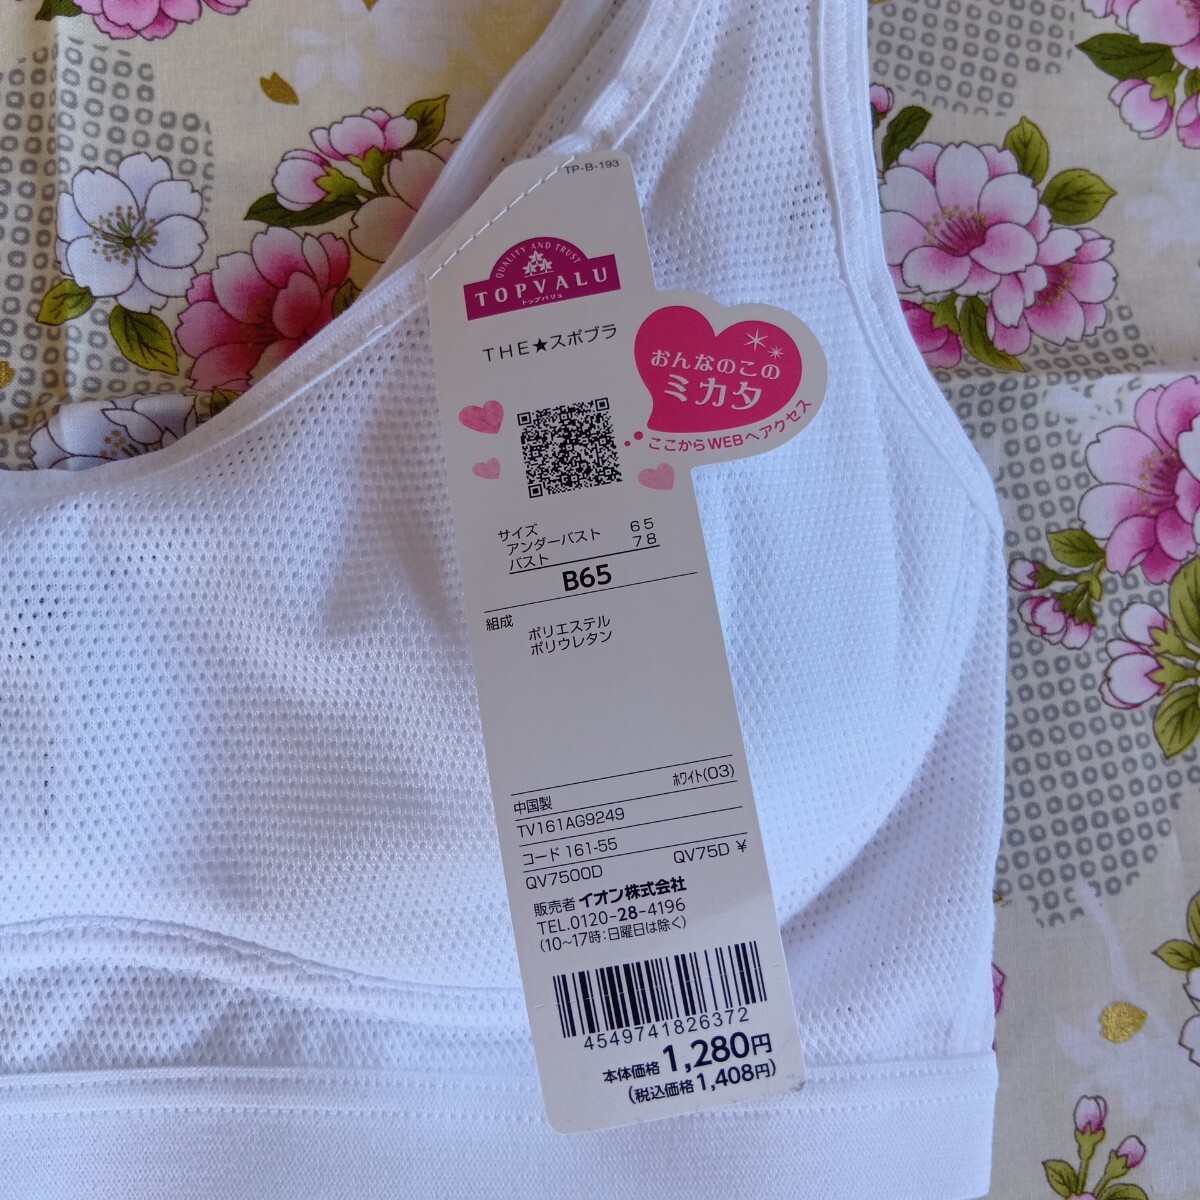 TP-B-193
QUALITY AND TRUST
TOPVALU
トップバリュ
THE★スポブラ
おんなのこの
ミカタ
ここからWEBへアクセス
サイズ
アンダーバスト 65
バスト 78
B65
組成 ポリエステル
ポリウレタン
ホワイト(03)
中国製
TV161AG9249
コード 161-55
QV7500D QV75D ¥
販売者 イオン株式会社
TEL.0120-28-4196
(10~17時:日曜日は除く)
4549741826372
本体価格 1,280円
(税込価格1,408円)